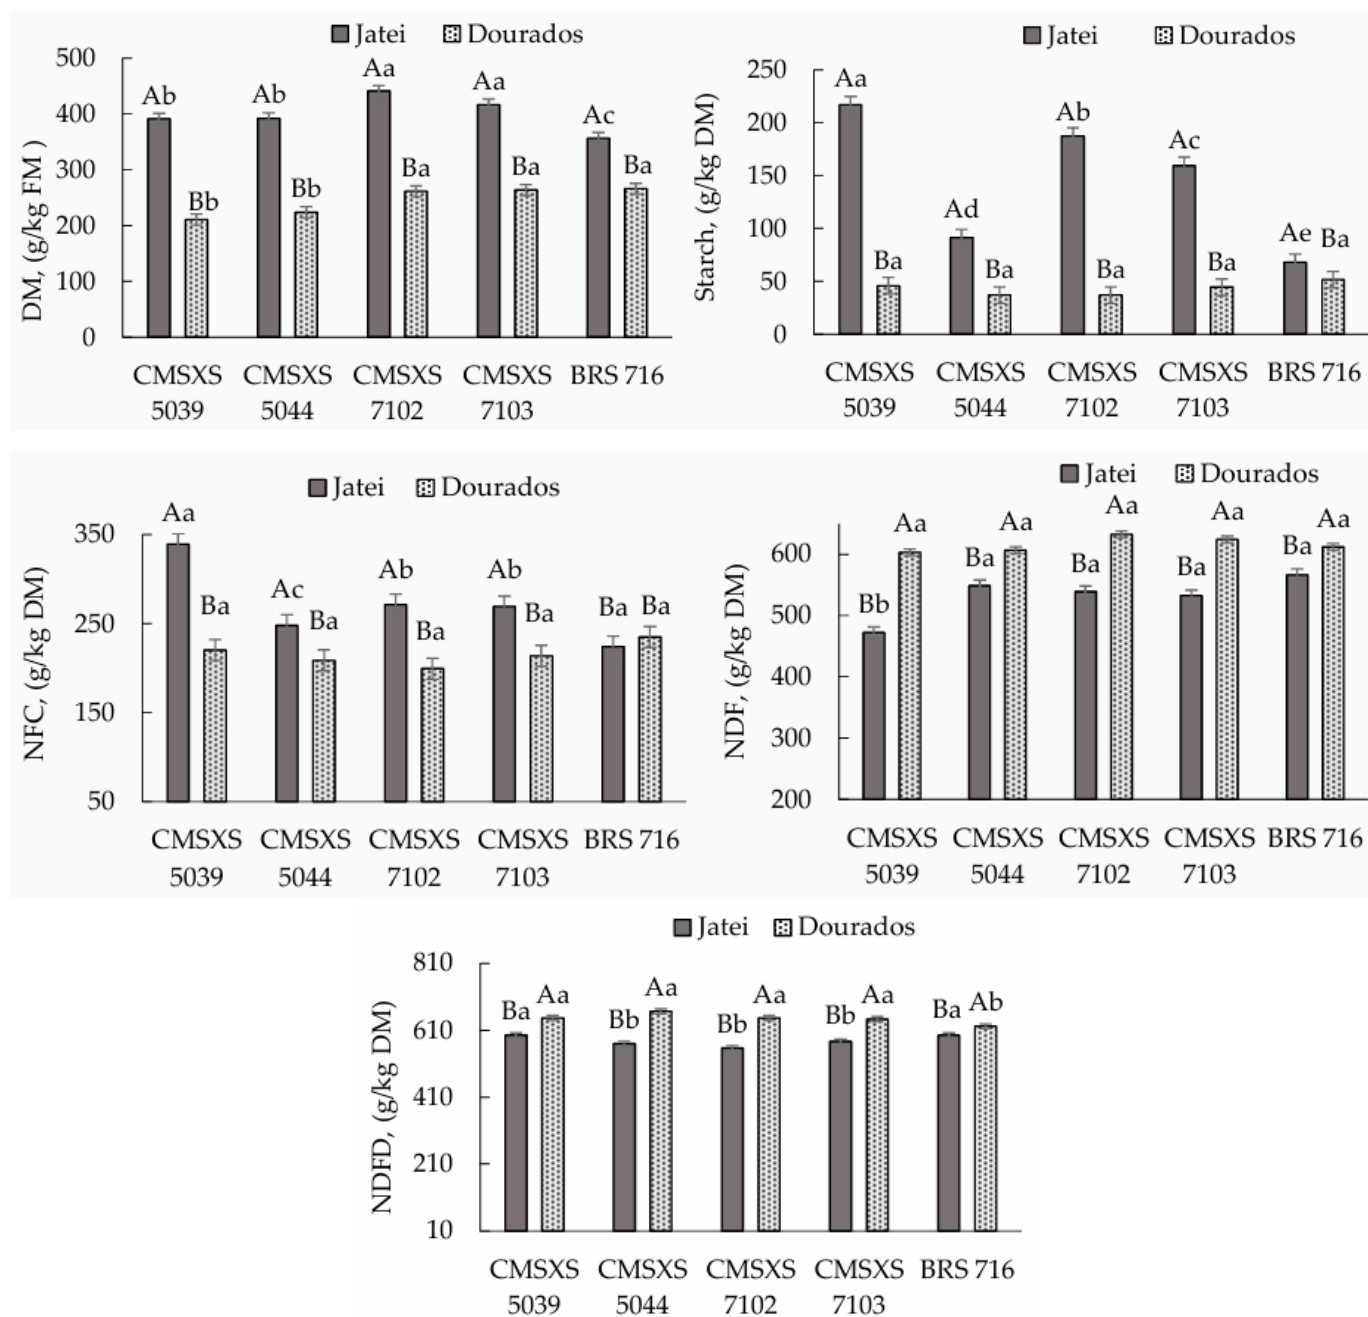 Jatei Dourados
DM, (g/kg FM )
500
400
300
200
100
0
Ab Bb Ab Bb Aa Ba Aa Ba Ac Ba
CMSXS CMSXS CMSXS CMSXS BRS 716
5039 5044 7102 7103
Jatei Dourados
Starch, (g/kg DM)
250
200
150
100
50
0
Aa Ba Ad Ba Ab Ba Ac Ba Ae Ba
CMSXS CMSXS CMSXS CMSXS BRS 716
5039 5044 7102 7103
Jatei Dourados
NFC, (g/kg DM)
350
250
150
50
Aa Ba Ac Ba Ab Ba Ab Ba Ba Ba
CMSXS CMSXS CMSXS CMSXS BRS 716
5039 5044 7102 7103
Jatei Dourados
NDF, (g/kg DM)
600
500
400
300
200
Bb Aa Ba Aa Ba Aa Ba Aa Ba Aa
CMSXS CMSXS CMSXS CMSXS BRS 716
5039 5044 7102 7103
Jatei Dourados
NDFD, (g/kg DM)
810
610
410
210
10
Ba Aa Bb Aa Bb Aa Bb Aa Ba Ab
CMSXS CMSXS CMSXS CMSXS BRS 716
5039 5044 7102 7103